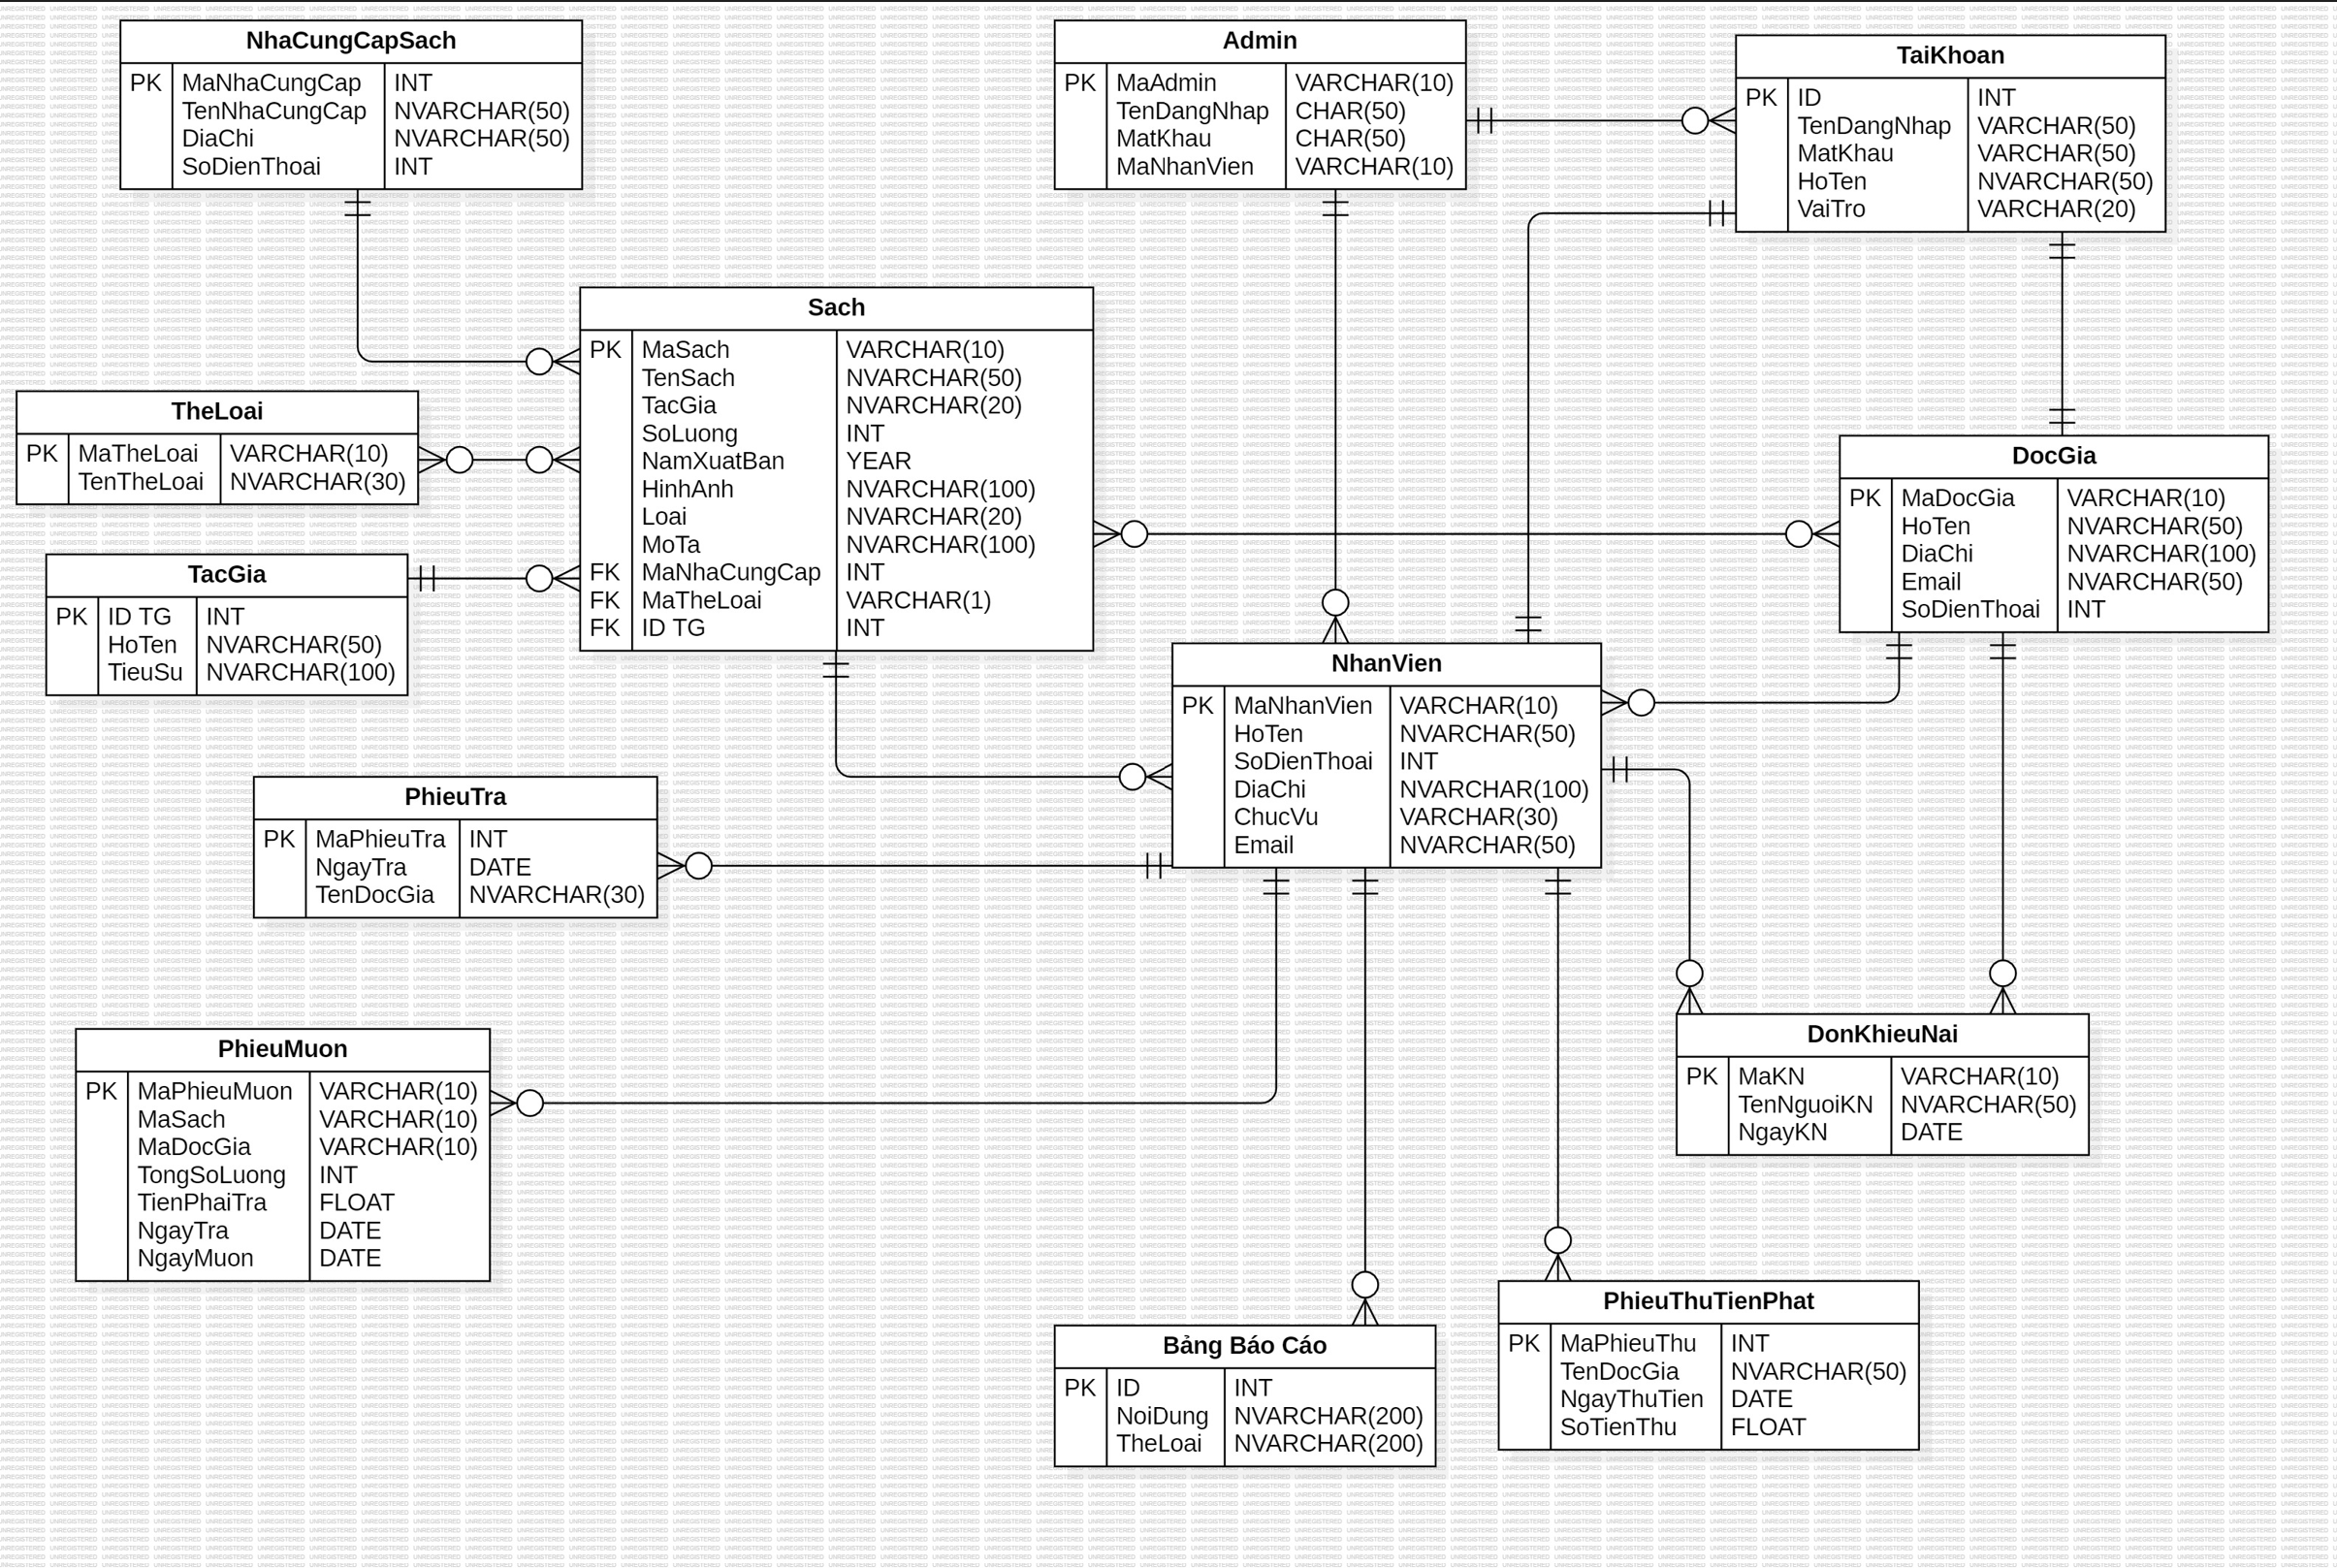 NhaCungCapSach
PK MaNhaCungCap INT
TenNhaCungCap NVARCHAR(50)
DiaChi NVARCHAR(50)
SoDienThoai INT
Admin
PK MaAdmin VARCHAR(10)
TenDangNhap CHAR(50)
MatKhau CHAR(50)
MaNhanVien VARCHAR(10)
TaiKhoan
PK ID INT
TenDangNhap VARCHAR(50)
MatKhau VARCHAR(50)
HoTen NVARCHAR(50)
VaiTro VARCHAR(20)
Sach
PK MaSach VARCHAR(10)
TenSach NVARCHAR(50)
TacGia NVARCHAR(20)
SoLuong INT
NamXuatBan YEAR
HinhAnh NVARCHAR(100)
Loai NVARCHAR(20)
MoTa NVARCHAR(100)
FK MaNhaCungCap INT
FK MaTheLoai VARCHAR(1)
FK ID TG INT
TheLoai
PK MaTheLoai VARCHAR(10)
TenTheLoai NVARCHAR(30)
TacGia
PK ID TG INT
HoTen NVARCHAR(50)
TieuSu NVARCHAR(100)
DocGia
PK MaDocGia VARCHAR(10)
HoTen NVARCHAR(50)
DiaChi NVARCHAR(100)
Email NVARCHAR(50)
SoDienThoai INT
NhanVien
PK MaNhanVien VARCHAR(10)
HoTen NVARCHAR(50)
SoDienThoai INT
DiaChi NVARCHAR(100)
ChucVu VARCHAR(30)
Email NVARCHAR(50)
PhieuTra
PK MaPhieuTra INT
NgayTra DATE
TenDocGia NVARCHAR(30)
PhieuMuon
PK MaPhieuMuon VARCHAR(10)
MaSach VARCHAR(10)
MaDocGia VARCHAR(10)
TongSoLuong INT
TienPhaiTra FLOAT
NgayTra DATE
NgayMuon DATE
DonKhieuNai
PK MaKN VARCHAR(10)
TenNguoiKN NVARCHAR(50)
NgayKN DATE
Bảng Báo Cáo
PK ID INT
NoiDung NVARCHAR(200)
TheLoai NVARCHAR(200)
PhieuThuTienPhat
PK MaPhieuThu INT
TenDocGia NVARCHAR(50)
NgayThuTien DATE
SoTienThu FLOAT
UNREGISTERED